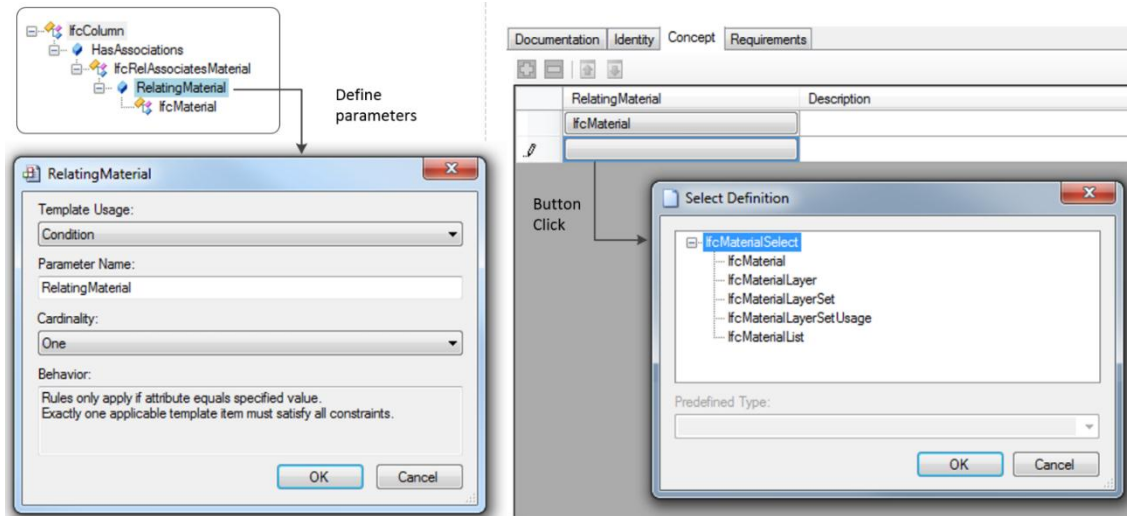 IfcColumn
HasAssociations
IfcRelAssociatesMaterial
RelatingMaterial
IfcMaterial
Define
parameters
RelatingMaterial
Template Usage:
Condition
Parameter Name:
RelatingMaterial
Cardinality:
One
Behavior:
Rules only apply if attribute equals specified value.
Exactly one applicable template item must satisfy all constraints.
OK Cancel
Documentation Identity Concept Requirements
RelatingMaterial Description
IfcMaterial
Button
Click
Select Definition
IfcMaterialSelect
IfcMaterial
IfcMaterialLayer
IfcMaterialLayerSet
IfcMaterialLayerSetUsage
IfcMaterialList
Predefined Type:
OK Cancel